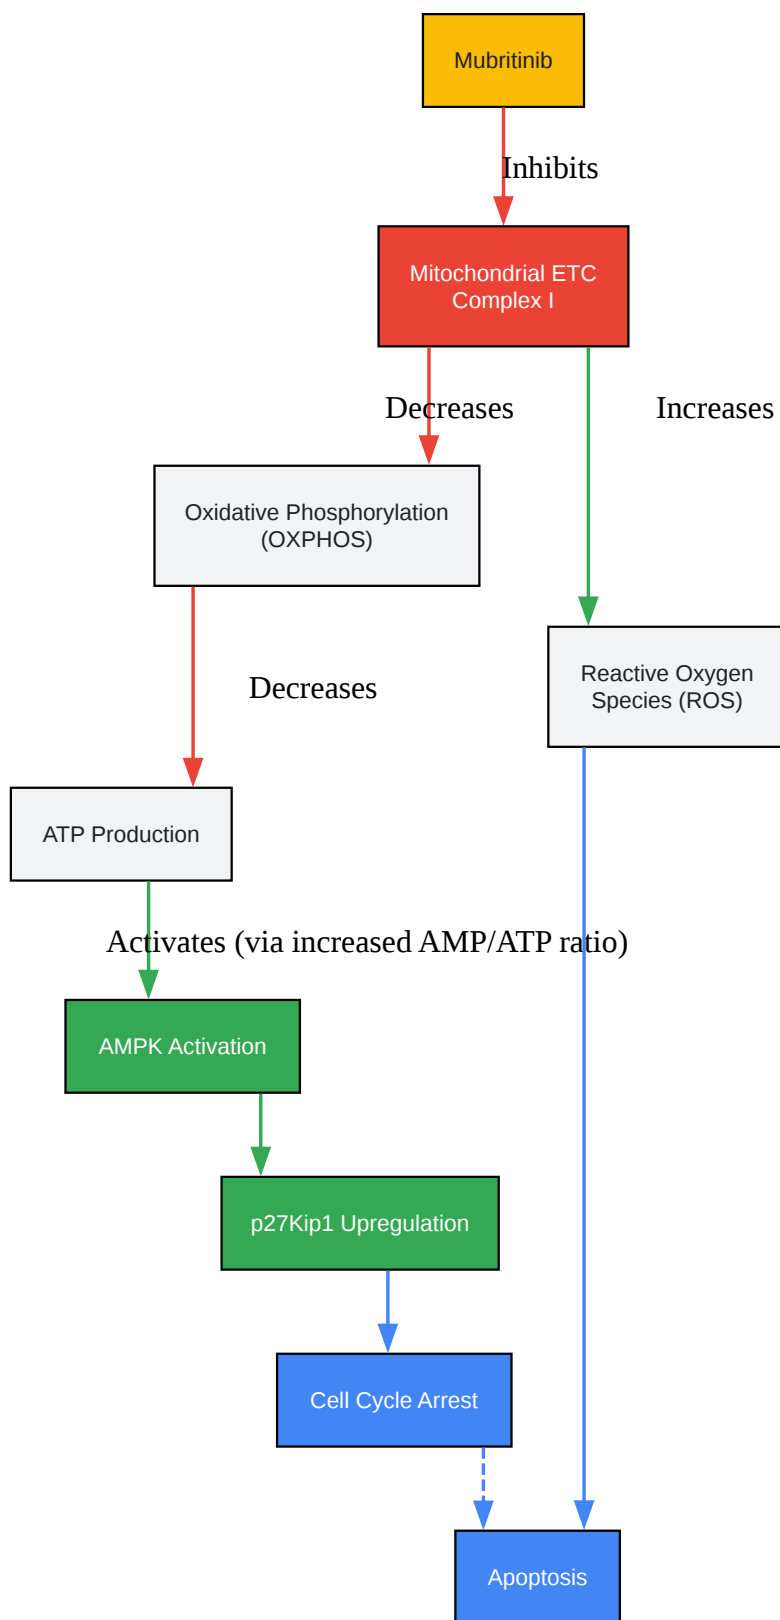 Mubritinib
Inhibits
Mitochondrial ETC
Complex I
Decreases
Increases
Oxidative Phosphorylation
(OXPHOS)
Reactive Oxygen
Species (ROS)
Decreases
ATP Production
Activates (via increased AMP/ATP ratio)
AMPK Activation
p27Kip1 Upregulation
Cell Cycle Arrest
Apoptosis